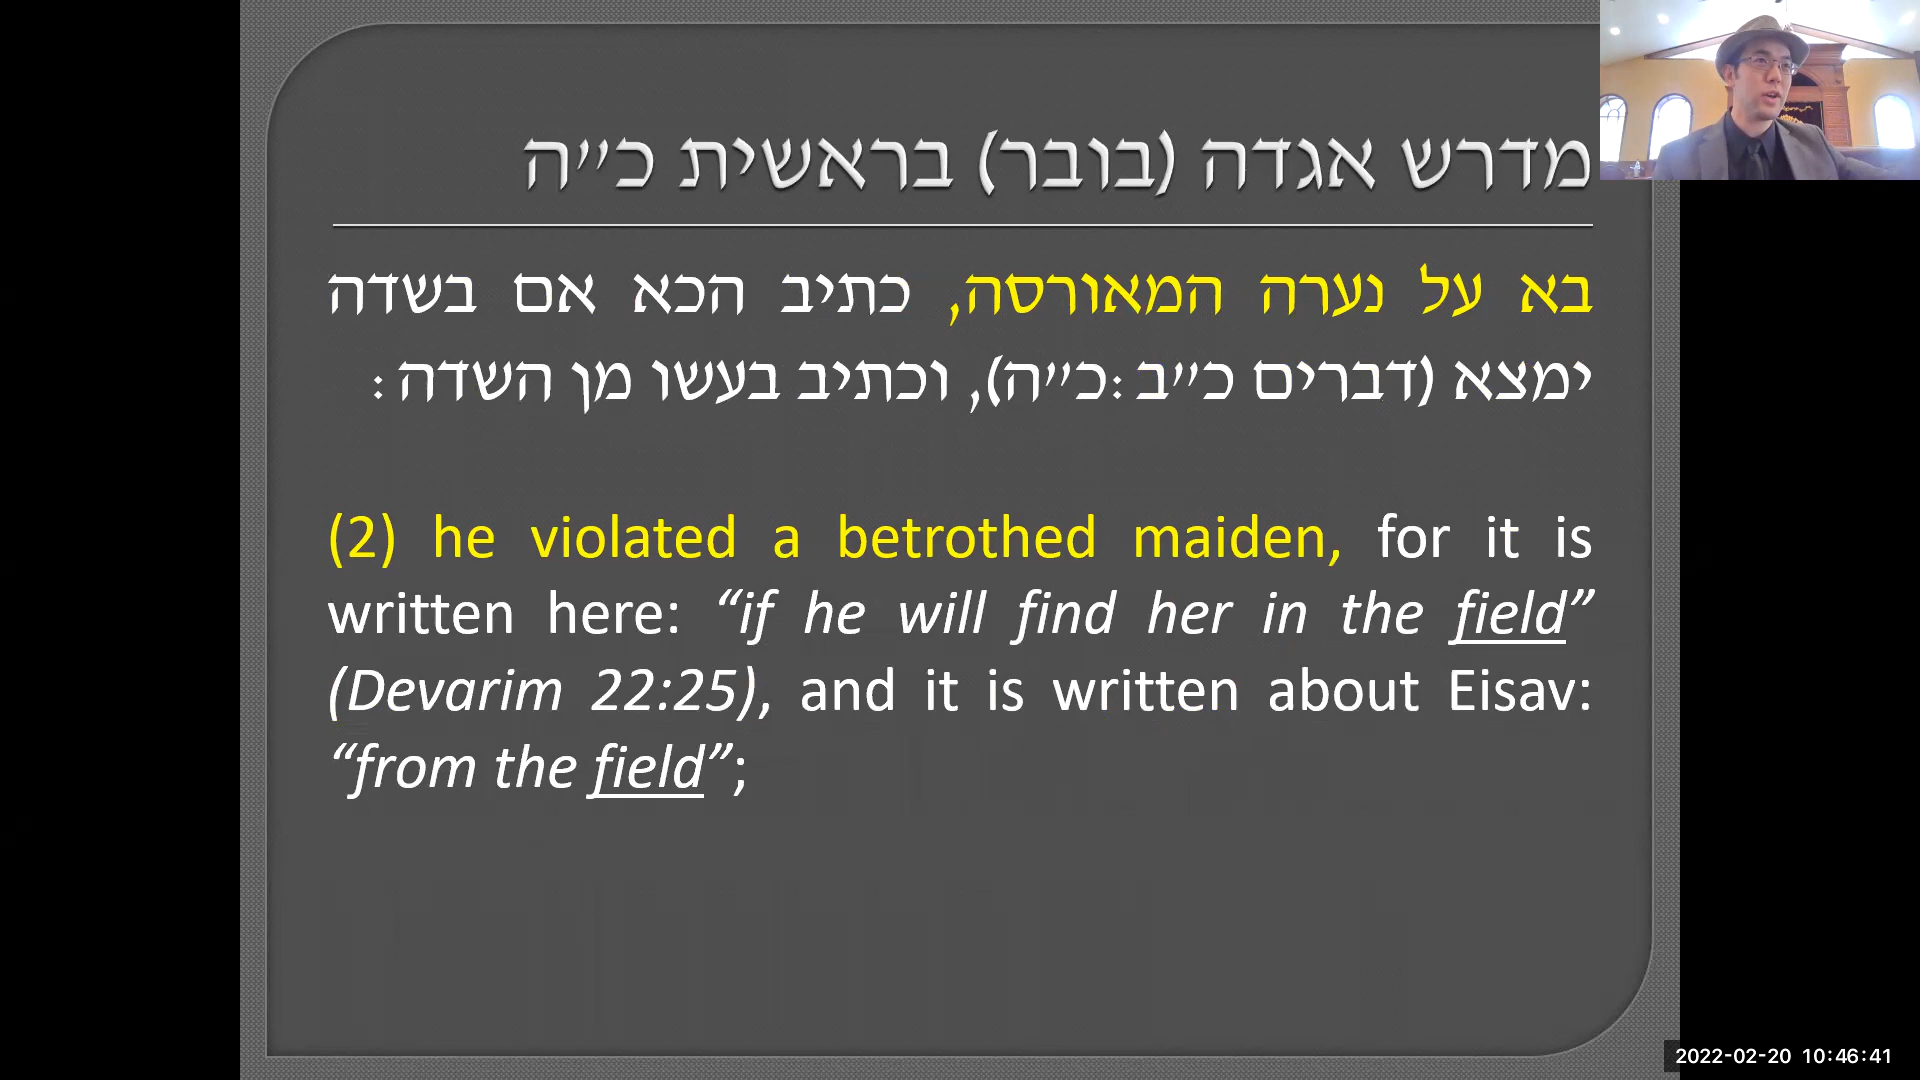 מדרש אגדה (בובר) בראשית כ״ה
בא על נערה המאורסה, כתיב הכא אם בשדה
ימצא (דברים כ״ב:כ״ה), וכתיב בעשו מן השדה:
(2) he violated a betrothed maiden, for it is
written here: “if he will find her in the field”
(Devarim 22:25), and it is written about Eisav:
“from the field”;
2022-02-20 10:46:41